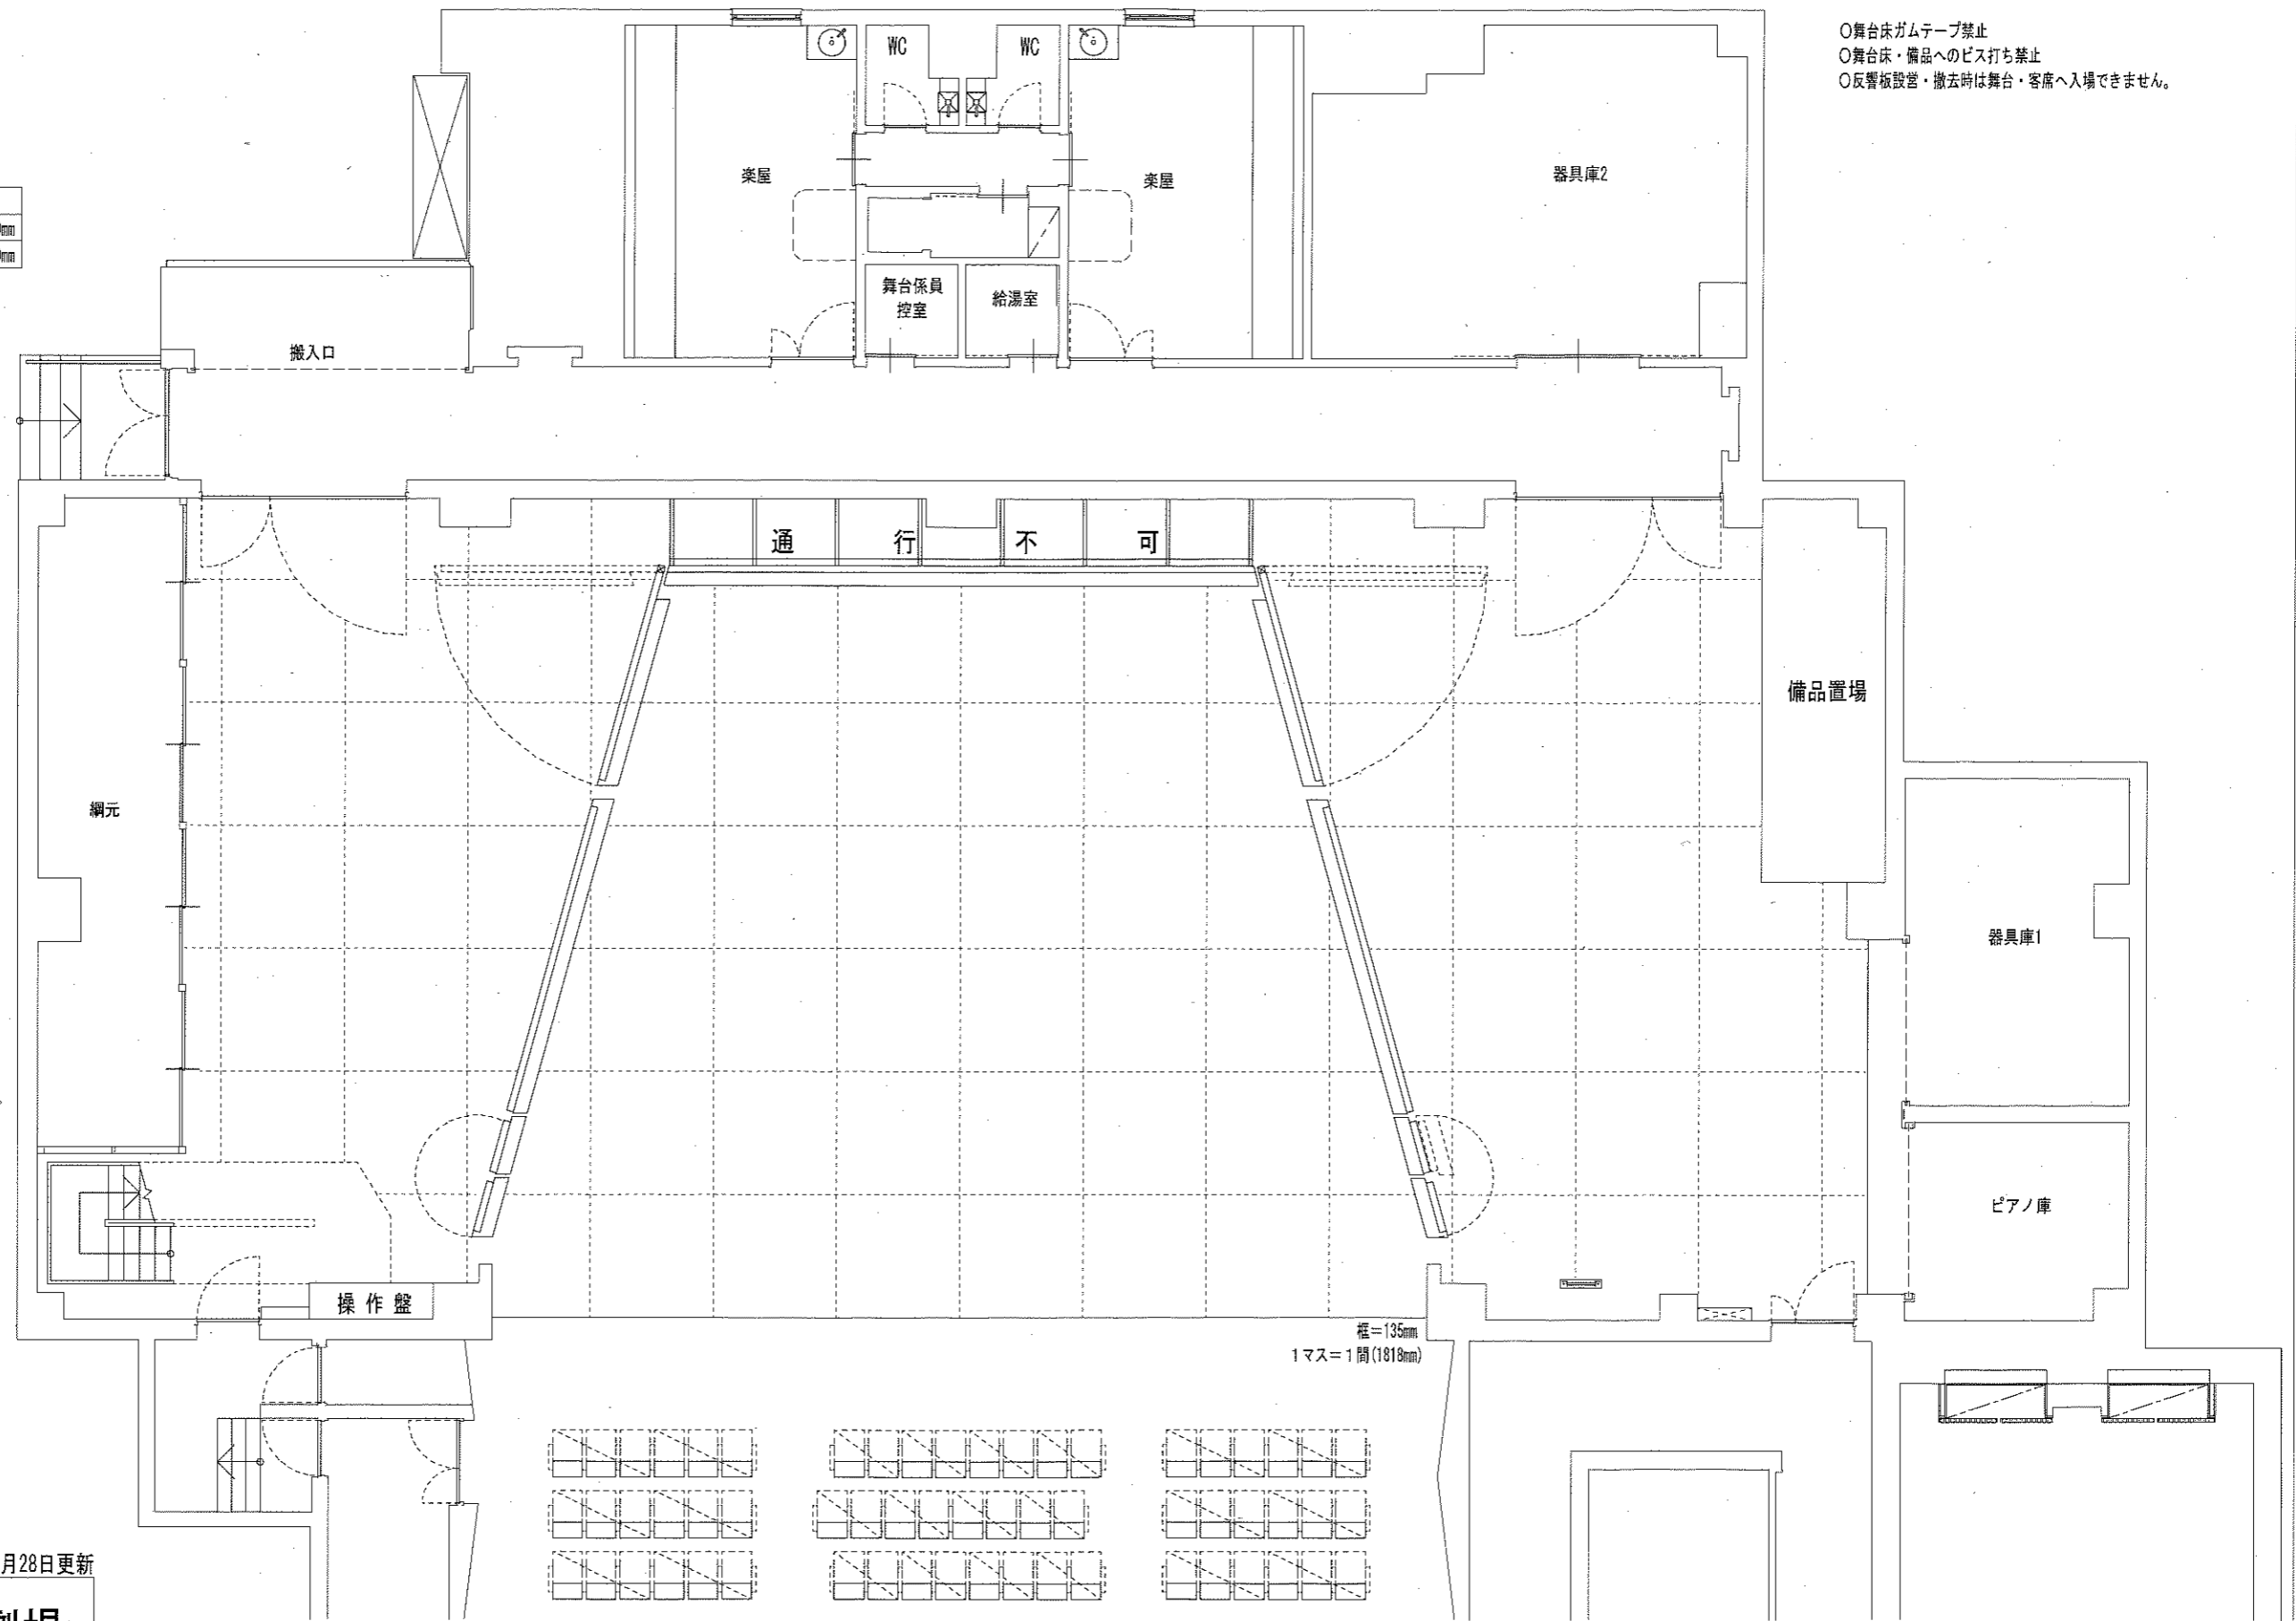 ○舞台床ガムテープ禁止
○舞台床・備品へのビス打ち禁止
○反響板設営・撤去時は舞台・客席へ入場できません。
WC
WC
楽屋
楽屋
器具庫2
mm
mm
舞台係員
控室
給湯室
搬入口
通行不可
備品置場
綱元
器具庫1
ピアノ庫
操作盤
框=135mm
1マス=1間(1818mm)
月28日更新